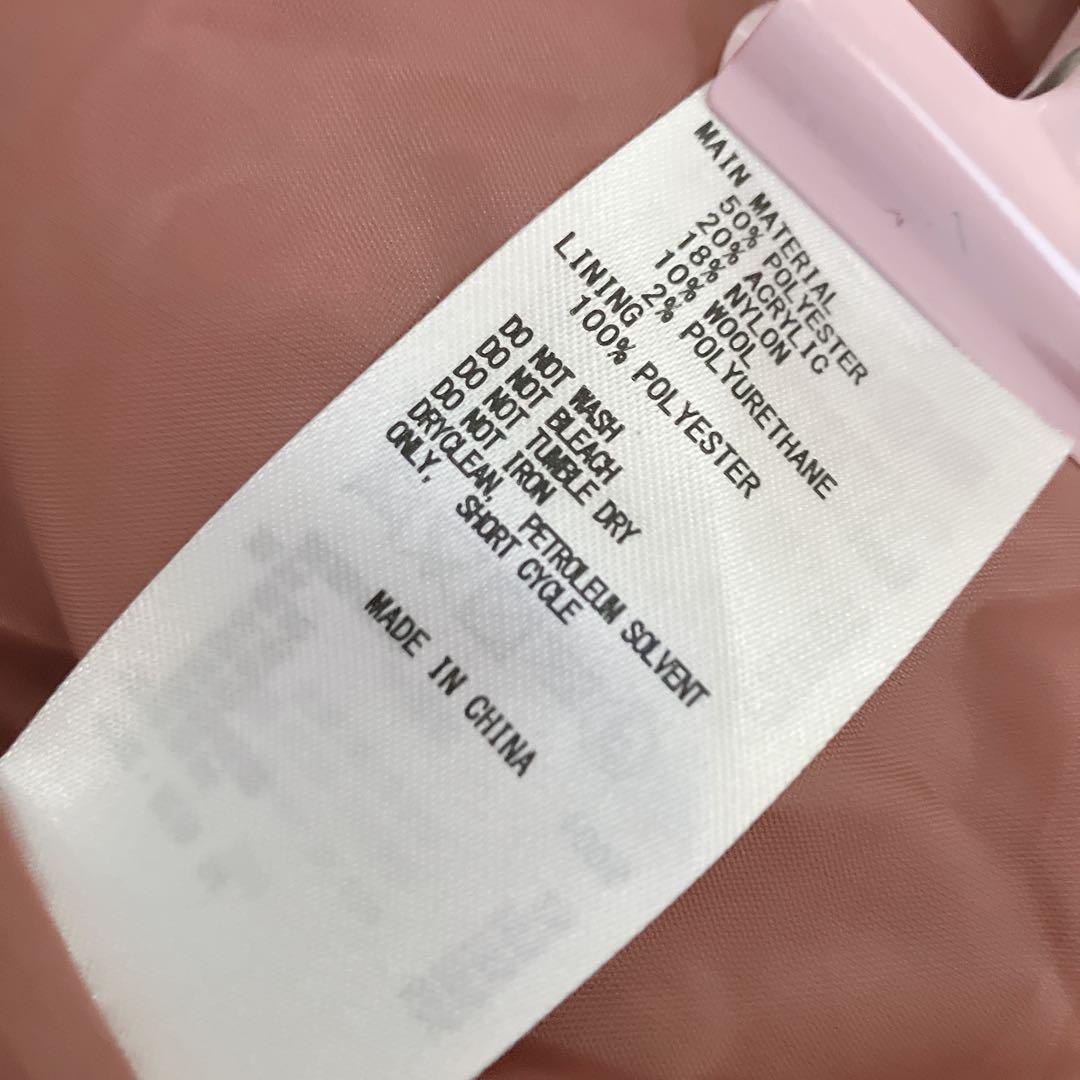 MAIN MATERIAL
50% POLYESTER
20% ACRYLIC
18% NYLON
10% WOOL
2% POLYURETHANE
LINING
100% POLYESTER
DO NOT WASH
DO NOT BLEACH
DO NOT TUMBLE DRY
DO NOT IRON
DRYCLEAN, PETROLEUM SOLVENT
ONLY, SHORT CYCLE
MADE IN CHINA